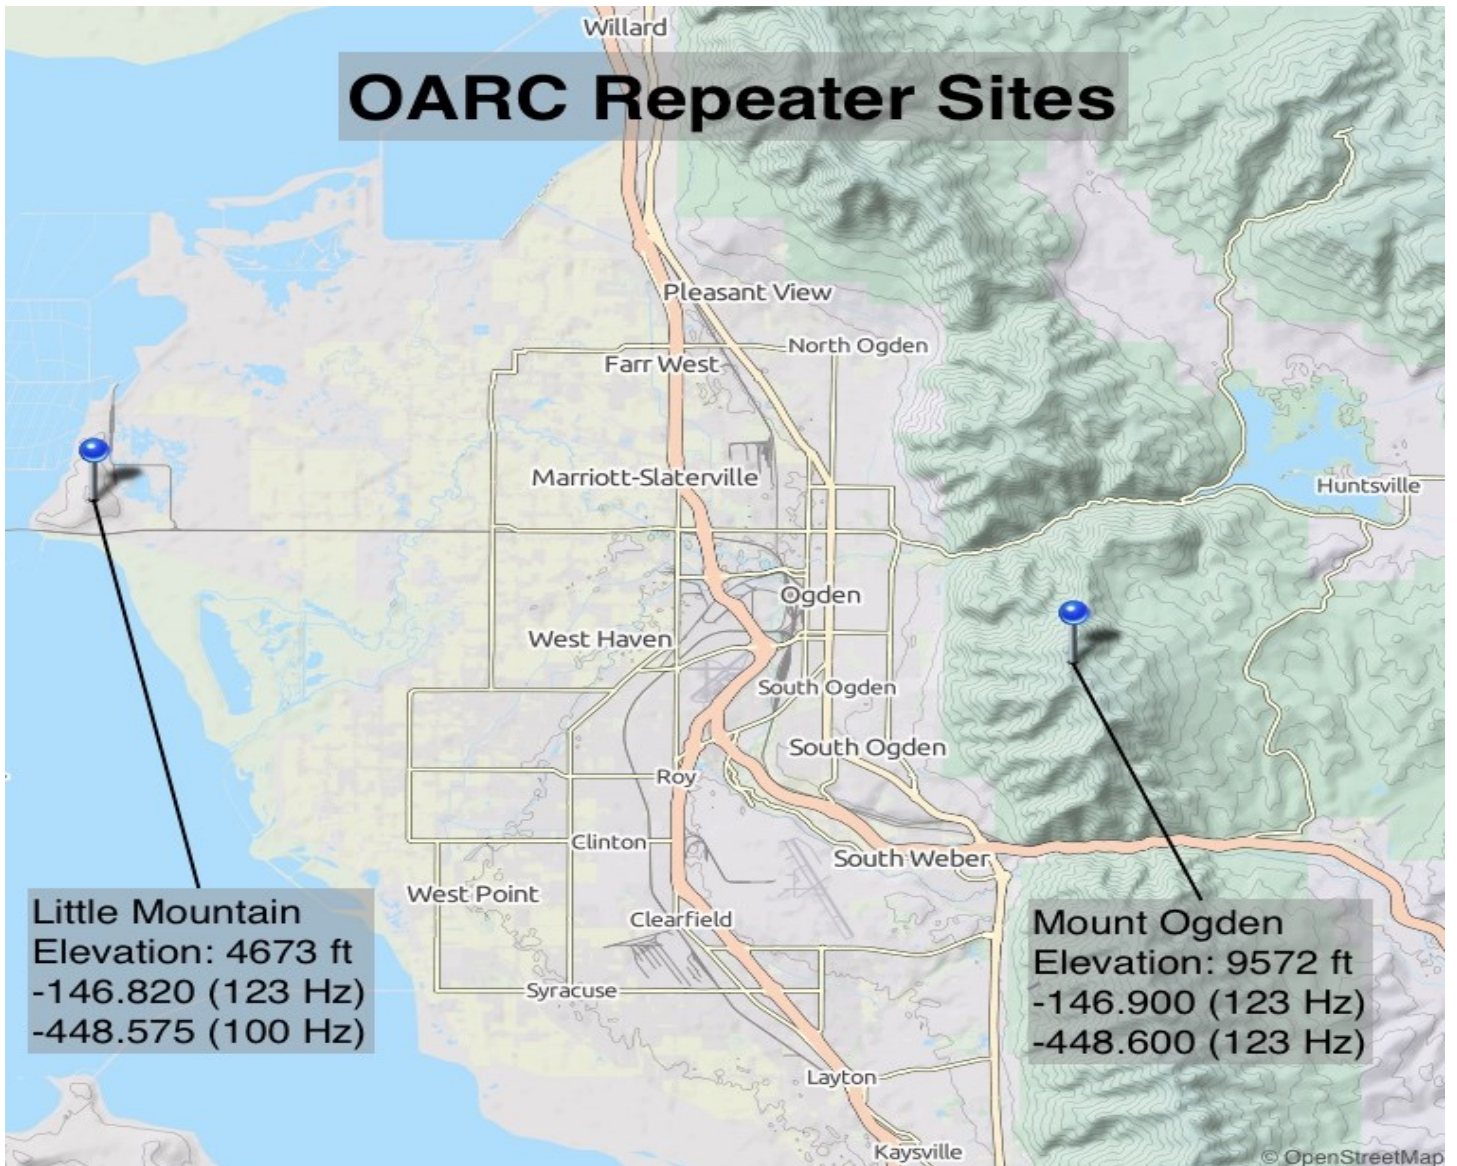 Willard
OARC Repeater Sites
Pleasant View
North Ogden
Farr West
Marriott-Slaterville
Huntsville
Ogden
West Haven
South Ogden
South Ogden
Roy
Clinton
South Weber
West Point
Clearfield
Little Mountain
Elevation: 4673 ft
-146.820 (123 Hz)
-448.575 (100 Hz)
Mount Ogden
Elevation: 9572 ft
-146.900 (123 Hz)
-448.600 (123 Hz)
Syracuse
Layton
Kaysville
© OpenStreetMap